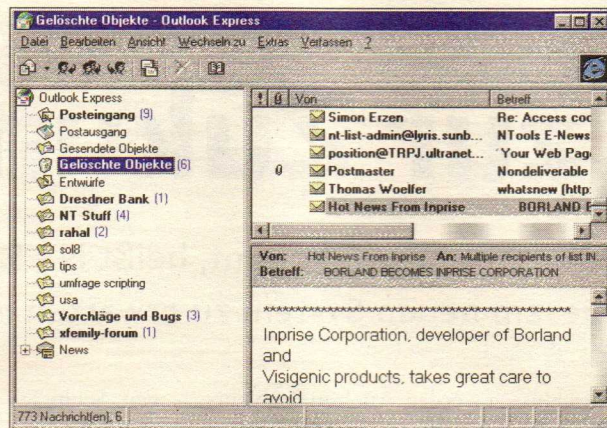 Gelöschte Objekte - Outlook Express
Datei Bearbeiten Ansicht Wechseln zu Extras Verfassen ?
Outlook Express
Posteingang (9)
Postausgang
Gesendete Objekte
Gelöschte Objekte (6)
Entwürfe
Dresdner Bank (1)
NT Stuff (4)
rahal (2)
sol8
tips
umfrage scripting
usa
Vorchläge und Bugs (3)
xfemily-forum (1)
News
! Von Betreff
Simon Erzen Re: Access coc
nt-list-admin@lyris.sunb... NTools E-News
position@TRPJ.ultranet... 'Your Web Pag
Postmaster Nondeliverable
Thomas Woelfer whatsnew (http:
Hot News From Inprise BORLAND B
Von: Hot News From Inprise An: Multiple recipients of list IN...
Betreff: BORLAND BECOMES INPRISE CORPORATION
**************************************************
Inprise Corporation, developer of Borland
and
Visigenic products, takes great care to
avoid
773 Nachricht(en), 6